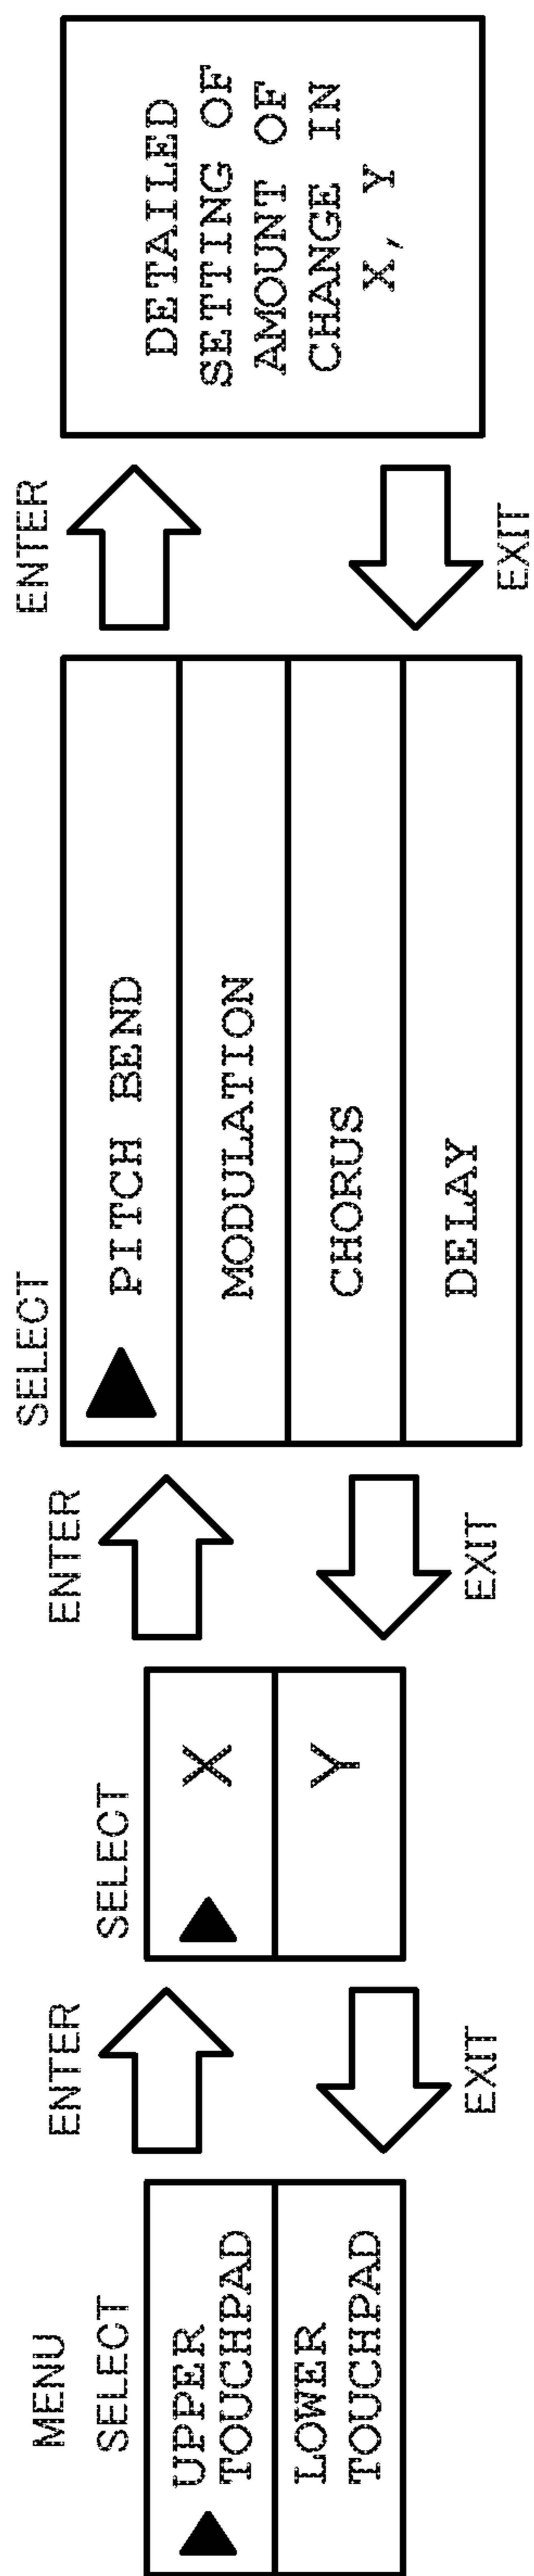 MENU
SELECT
UPPER
TOUCHPAD
LOWER
TOUCHPAD
ENTER
EXIT
SELECT
X
Y
ENTER
EXIT
SELECT
PITCH BEND
MODULATION
CHORUS
DELAY
ENTER
EXIT
DETAILED
SETTING OF
AMOUNT OF
CHANGE IN
X, Y